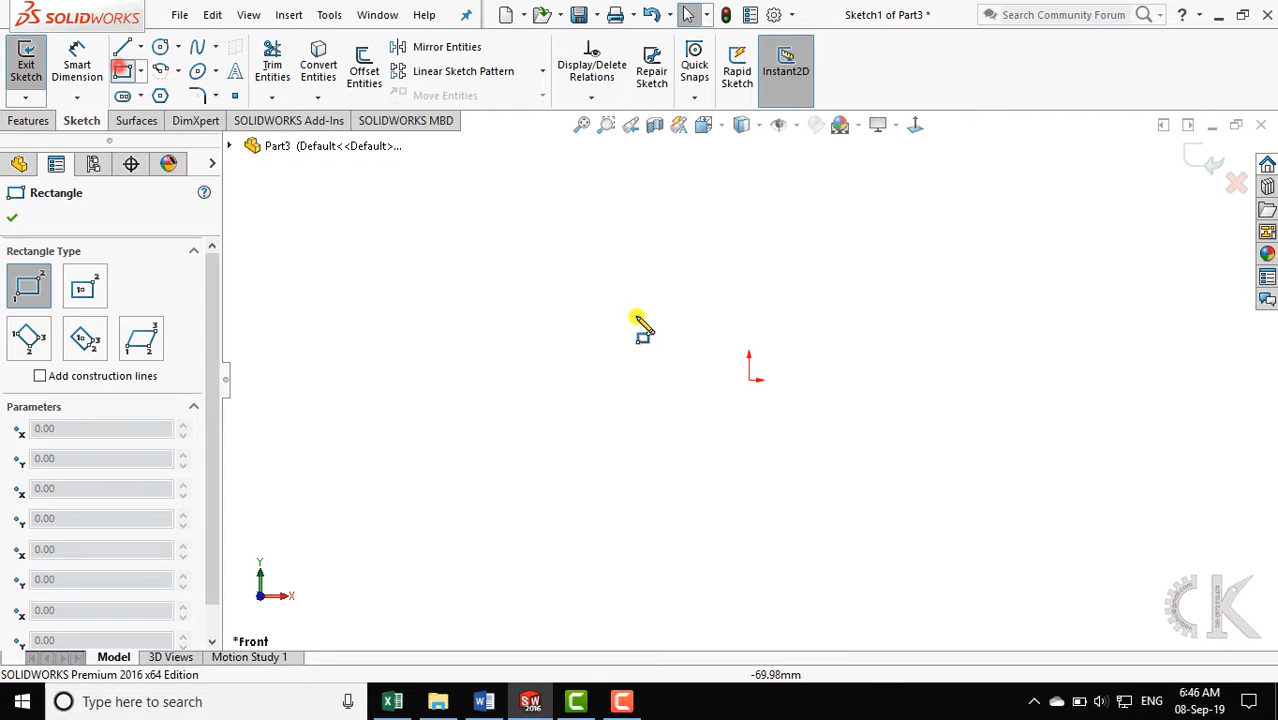 SOLIDWORKS File Edit View Insert Tools Window Help Sketch1 of Part3 * Search Community Forum ?
Exit Sketch Smart Dimension Trim Entities Convert Entities Offset Entities Mirror Entities Linear Sketch Pattern Move Entities Display/Delete Relations Repair Sketch Quick Snaps Rapid Sketch Instant2D
Features Sketch Surfaces DimXpert SOLIDWORKS Add-Ins SOLIDWORKS MBD
Part3 (Default<<Default>...
Rectangle ?
Rectangle Type
Add construction lines
Parameters
0.00
0.00
0.00
0.00
0.00
0.00
0.00
0.00
Y
X
*Front
Model 3D Views Motion Study 1
SOLIDWORKS Premium 2016 x64 Edition -69.98mm
Type here to search ENG 6:46 AM
08-Sep-19